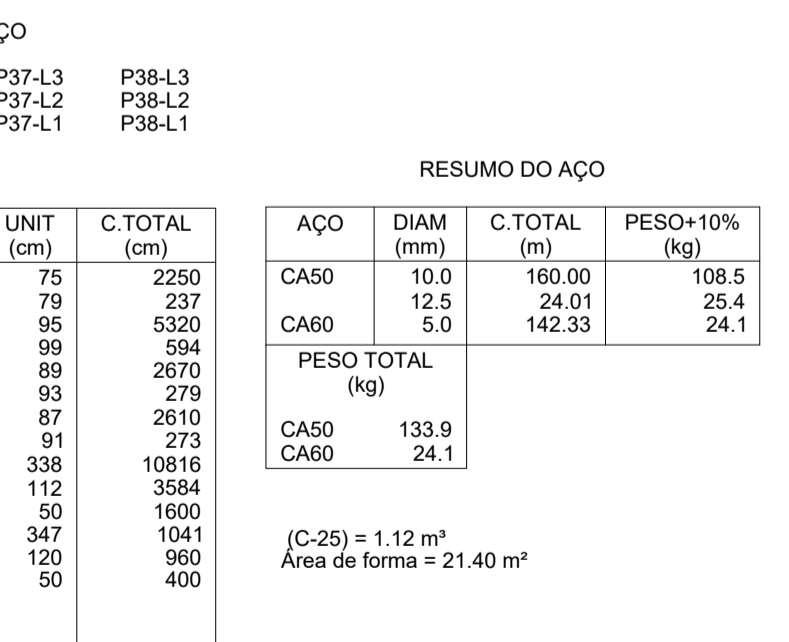 ÇO
P37-L3 P38-L3
P37-L2 P38-L2
P37-L1 P38-L1
RESUMO DO AÇO
UNIT C.TOTAL
(cm) (cm)
75 2250
79 237
95 5320
99 594
89 2670
93 279
87 2610
91 273
338 10816
112 3584
50 1600
347 1041
120 960
50 400
AÇO DIAM C.TOTAL PESO+10%
(mm) (m) (kg)
CA50 10.0 160.00 108.5
12.5 24.01 25.4
CA60 5.0 142.33 24.1
PESO TOTAL
(kg)
CA50 133.9
CA60 24.1
(C-25) = 1.12 m³
Área de forma = 21.40 m²